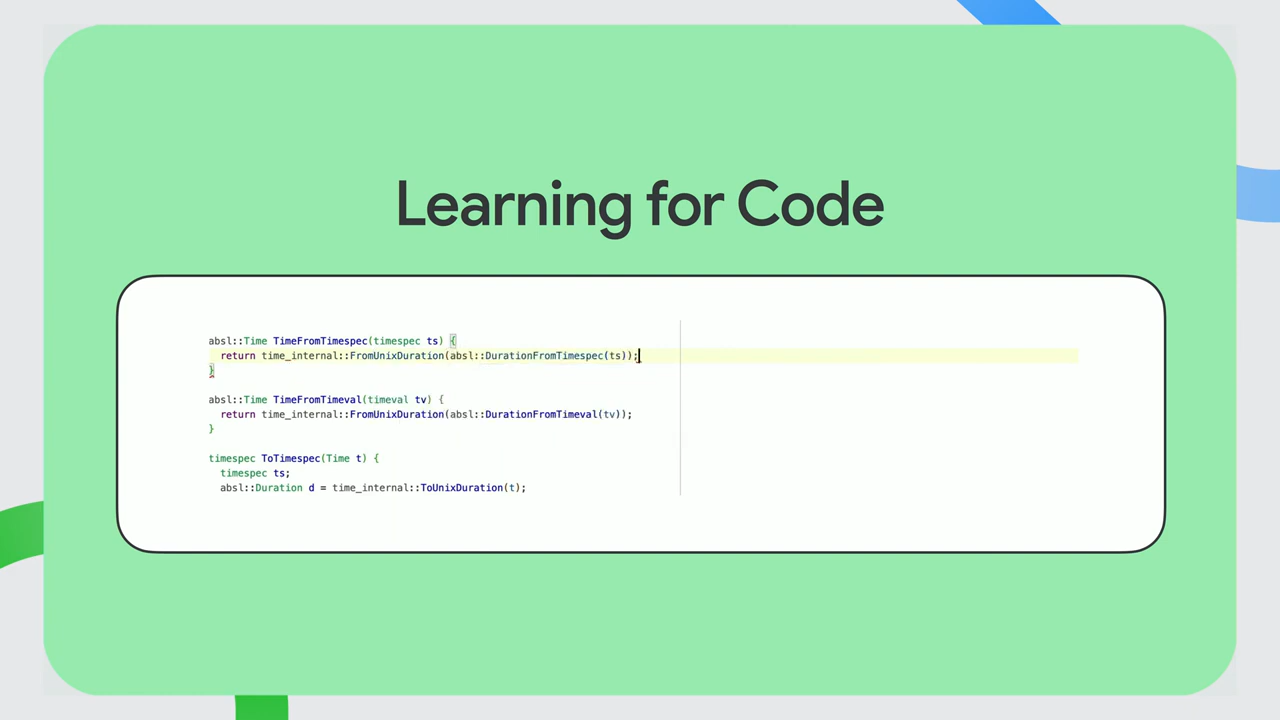 Learning for Code
absl::Time TimeFromTimespec(timespec ts) {
  return time_internal::FromUnixDuration(absl::DurationFromTimespec(ts));
}
absl::Time TimeFromTimeval(timeval tv) {
  return time_internal::FromUnixDuration(absl::DurationFromTimeval(tv));
}
timespec ToTimespec(Time t) {
  timespec ts;
  absl::Duration d = time_internal::ToUnixDuration(t);